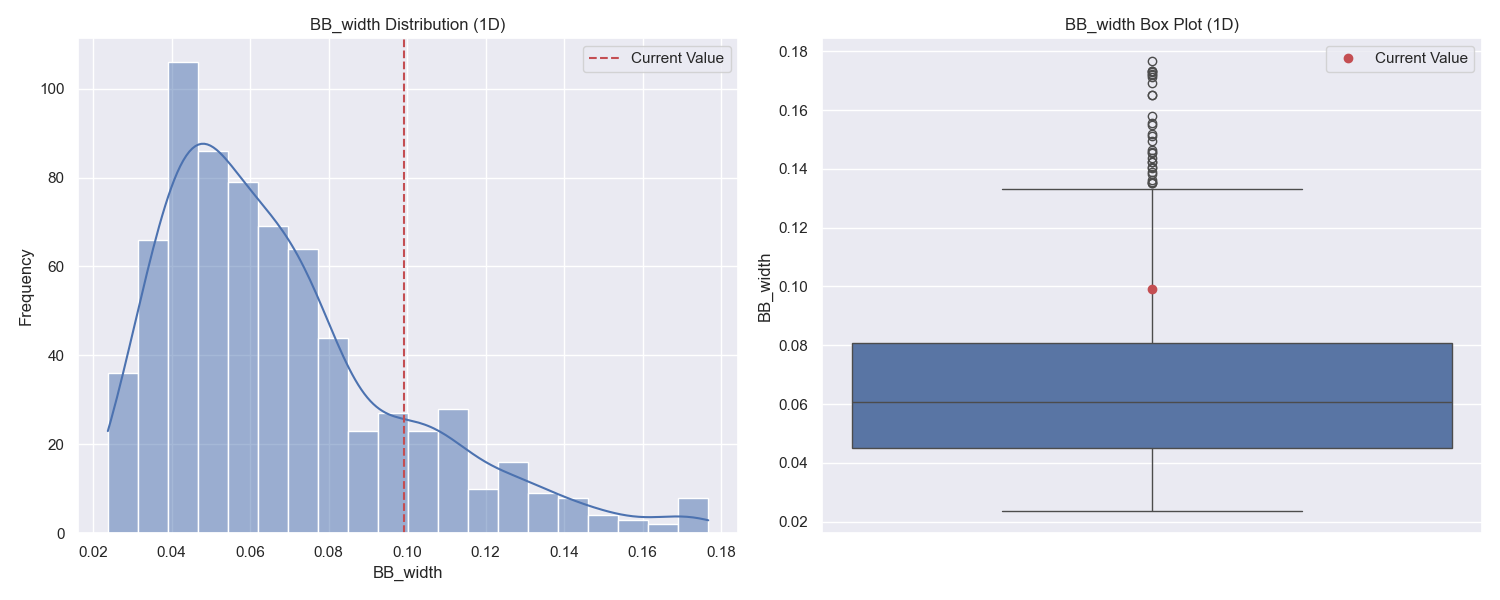 BB_width Distribution (1D)
Current Value
Frequency
100
80
60
40
20
0
0.02 0.04 0.06 0.08 0.10 0.12 0.14 0.16 0.18
BB_width
BB_width Box Plot (1D)
Current Value
BB_width
0.18
0.16
0.14
0.12
0.10
0.08
0.06
0.04
0.02